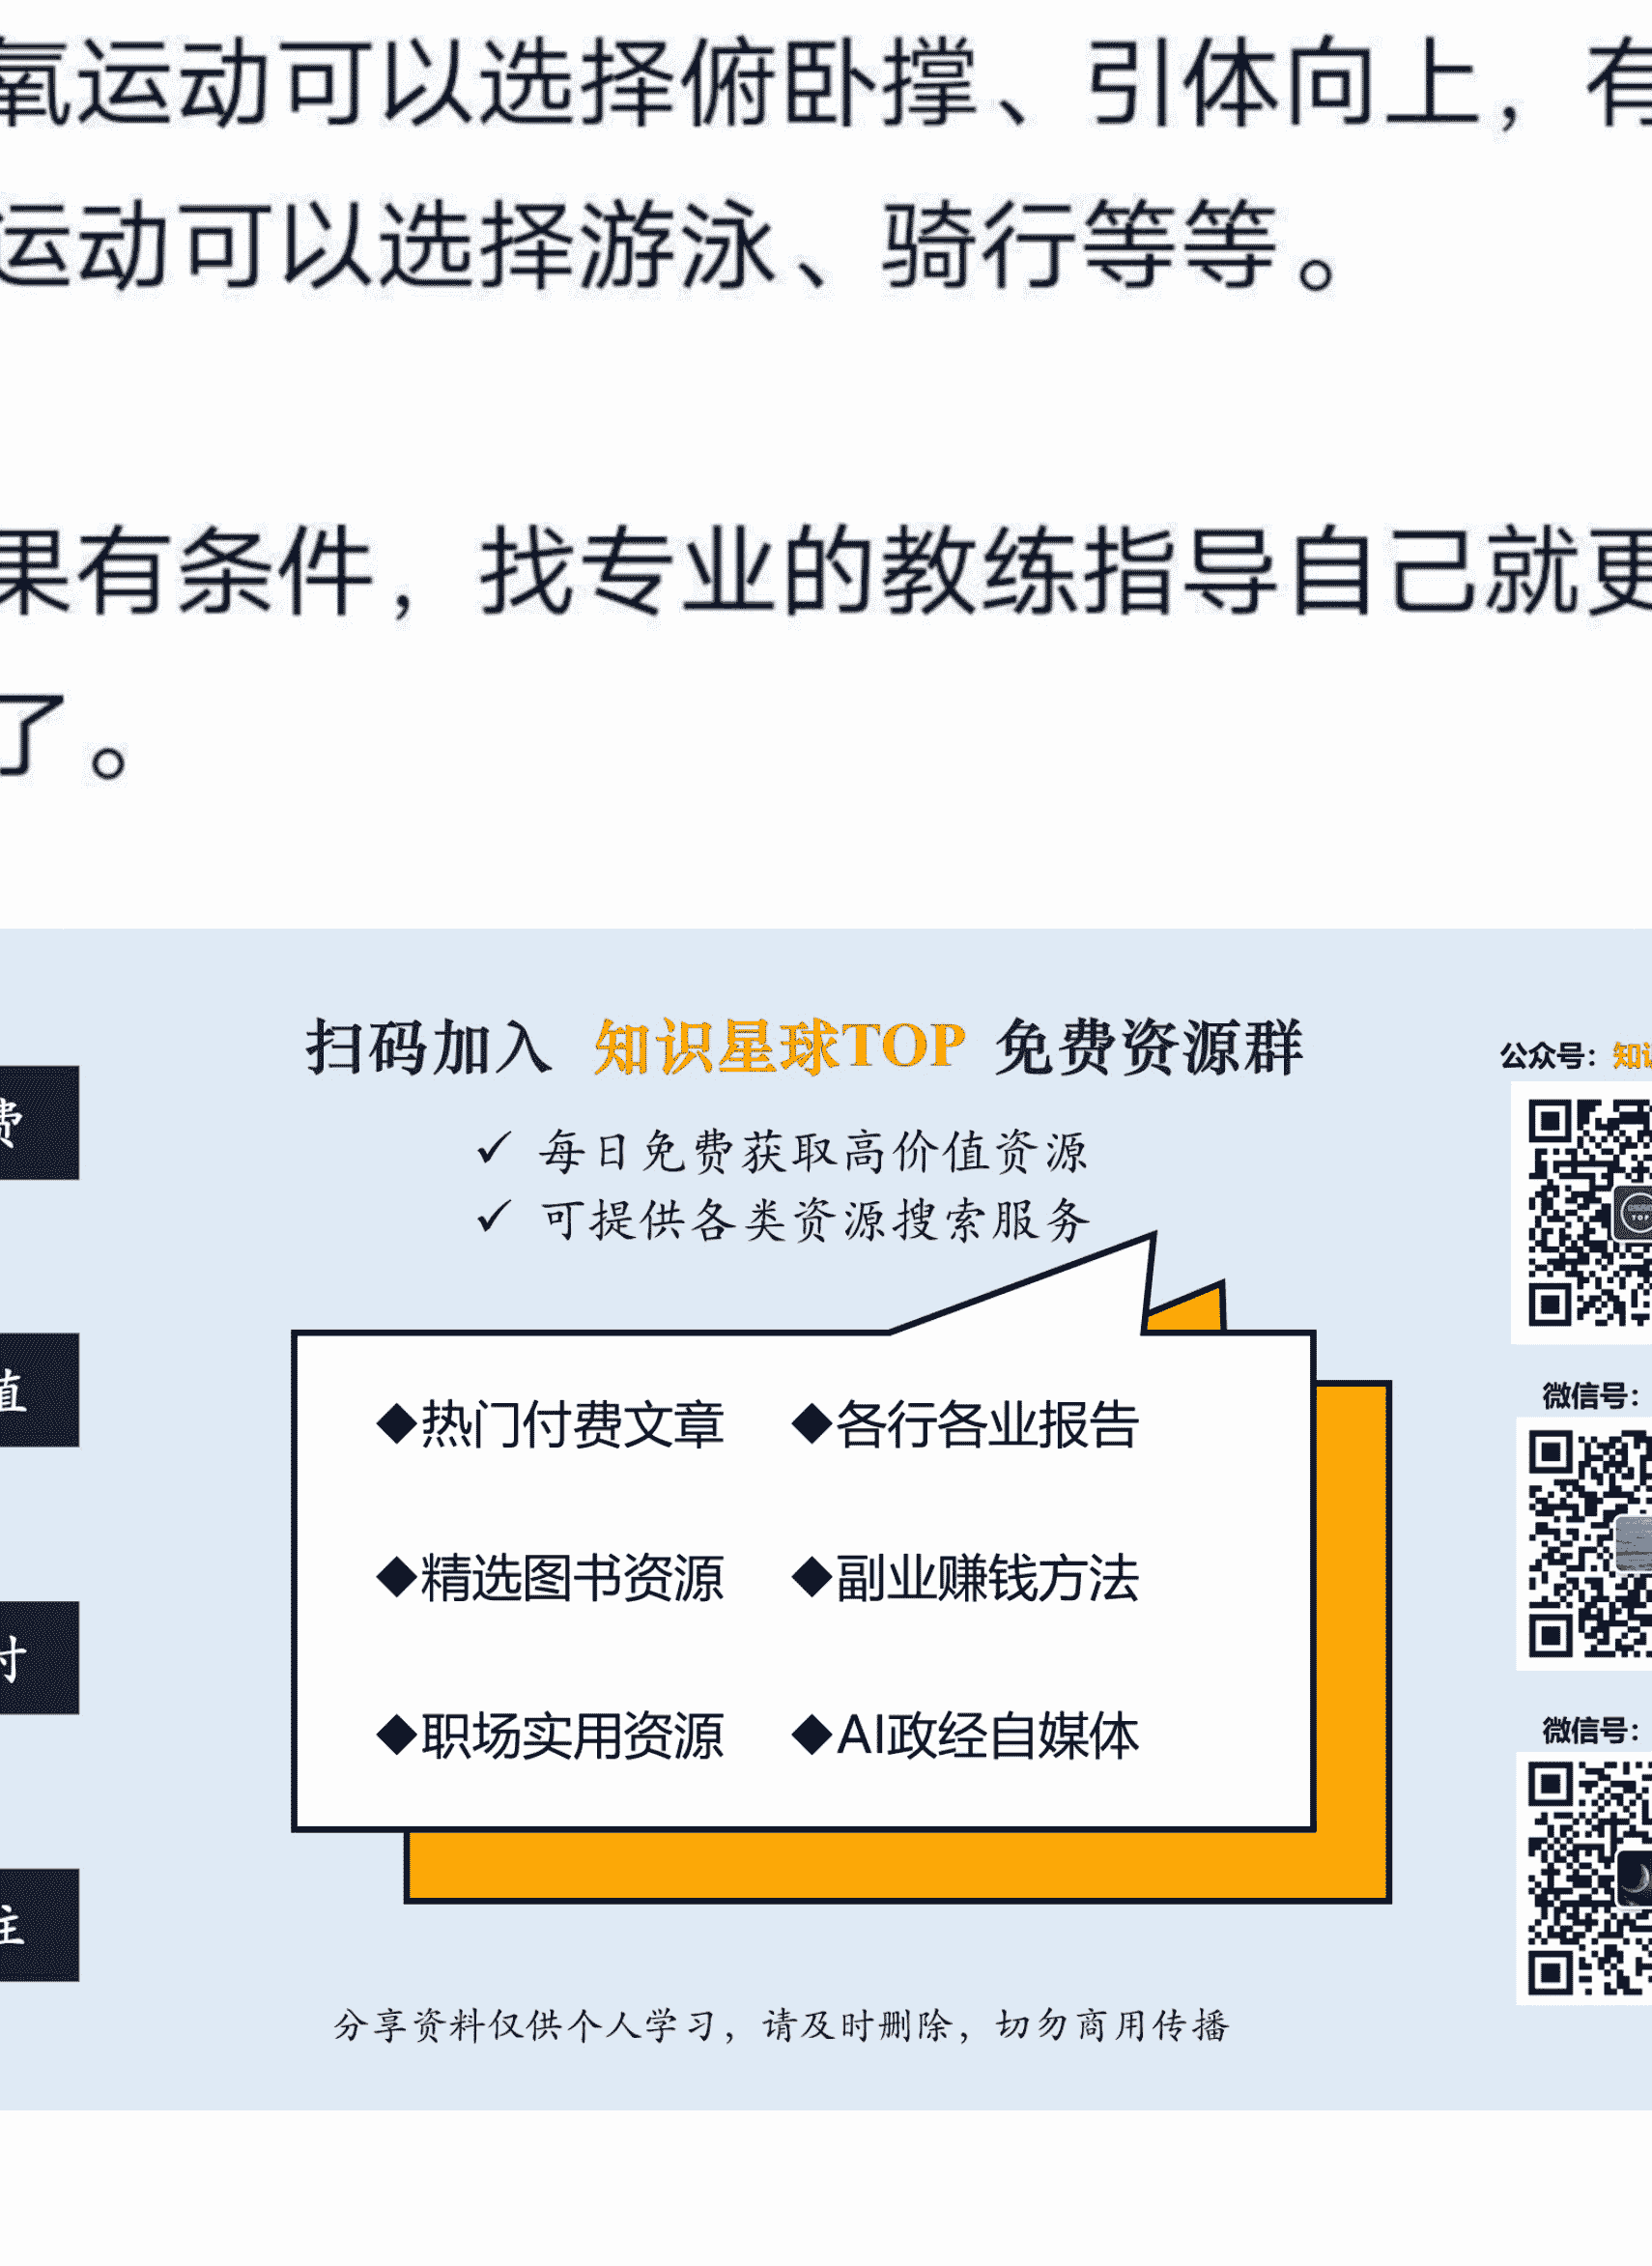 氧运动可以选择俯卧撑、引体向上，有
运动可以选择游泳、骑行等等。
果有条件，找专业的教练指导自己就更
了。
扫码加入 知识星球TOP 免费资源群
✓ 每日免费获取高价值资源
✓ 可提供各类资源搜索服务
◆热门付费文章 ◆各行各业报告
◆精选图书资源 ◆副业赚钱方法
◆职场实用资源 ◆AI政经自媒体
分享资料仅供个人学习，请及时删除，切勿商用传播
费
值
付
注
公众号：知识
TOP
微信号：
微信号：